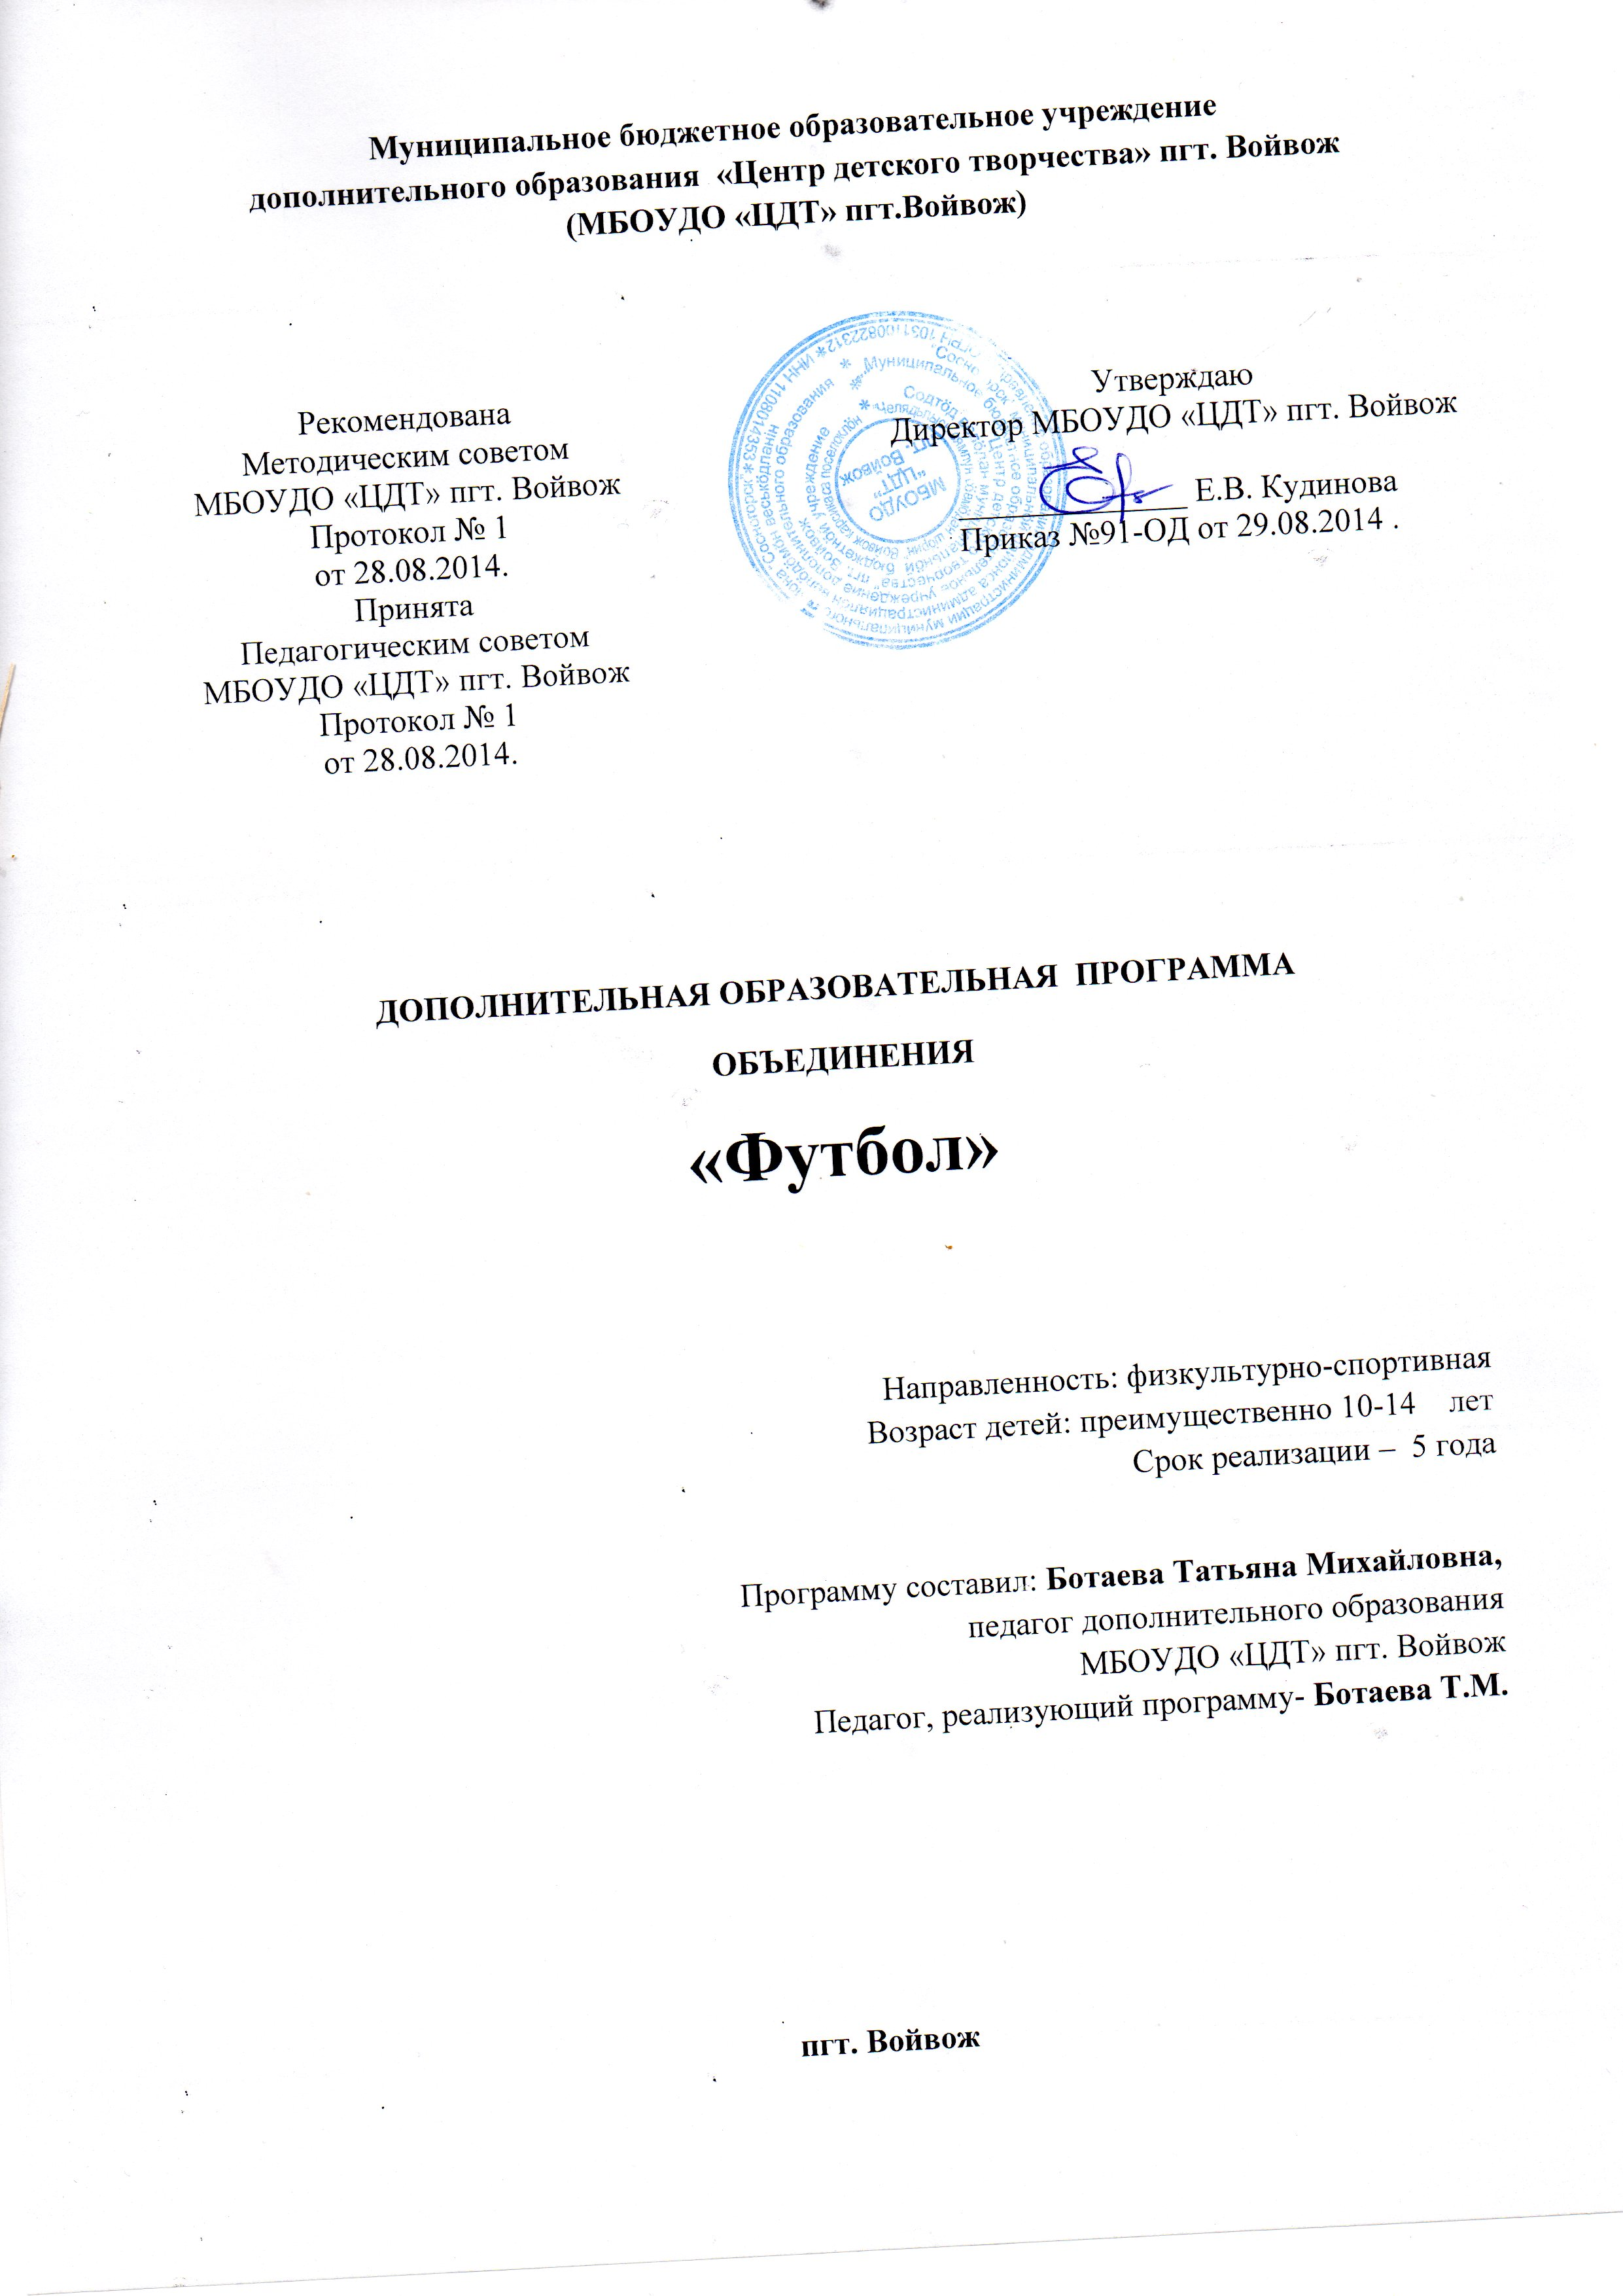 Муниципальное бюджетное образовательное учреждение
дополнительного образования «Центр детского творчества» пгт. Войвож
(МБОУДО «ЦДТ» пгт.Войвож)
Рекомендована
Методическим советом
МБОУДО «ЦДТ» пгт. Войвож
Протокол № 1
от 28.08.2014.
Принята
Педагогическим советом
МБОУДО «ЦДТ» пгт. Войвож
Протокол № 1
от 28.08.2014.
Утверждаю
Директор МБОУДО «ЦДТ» пгт. Войвож
Е.В. Кудинова
Приказ №91-ОД от 29.08.2014 .
МБОУДО
"ЦДТ"
пгт. Войвож
ДОПОЛНИТЕЛЬНАЯ ОБРАЗОВАТЕЛЬНАЯ ПРОГРАММА
ОБЪЕДИНЕНИЯ
«Футбол»
Направленность: физкультурно-спортивная
Возраст детей: преимущественно 10-14 лет
Срок реализации – 5 года
Программу составил: Ботаева Татьяна Михайловна,
педагог дополнительного образования
МБОУДО «ЦДТ» пгт. Войвож
Педагог, реализующий программу- Ботаева Т.М.
пгт. Войвож